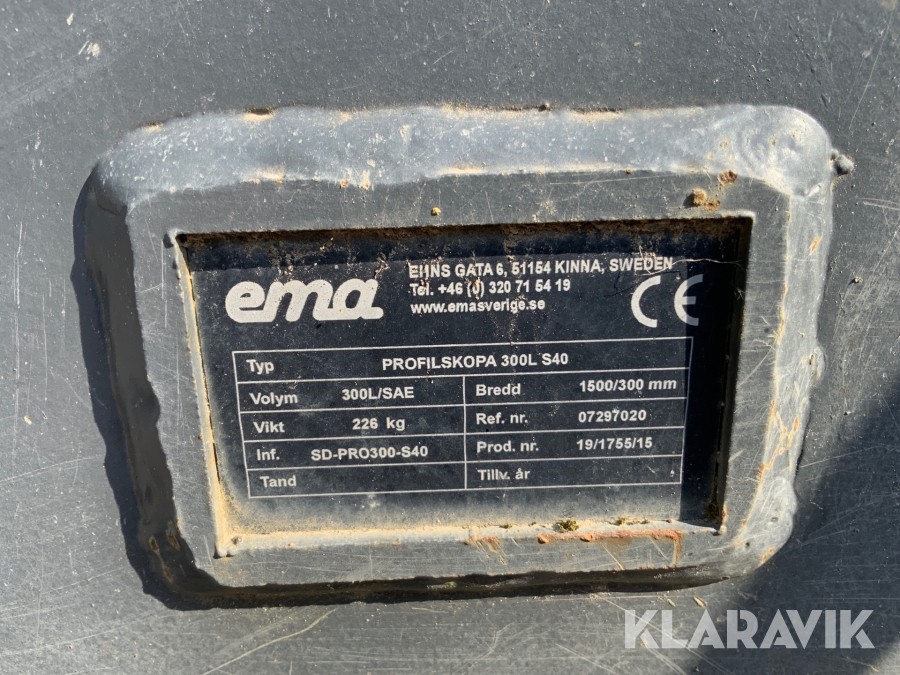 ema
EHNS GATA 6, 51154 KINNA, SWEDEN
Tel. +46 (0) 320 71 54 19
www.emasverige.se
CE
Typ PROFILSKOPA 300L S40
Volym 300L/SAE Bredd 1500/300 mm
Vikt 226 kg Ref. nr. 07297020
Inf. SD-PRO300-S40 Prod. nr. 19/1755/15
Tand Tillv. år
KLARAVIK